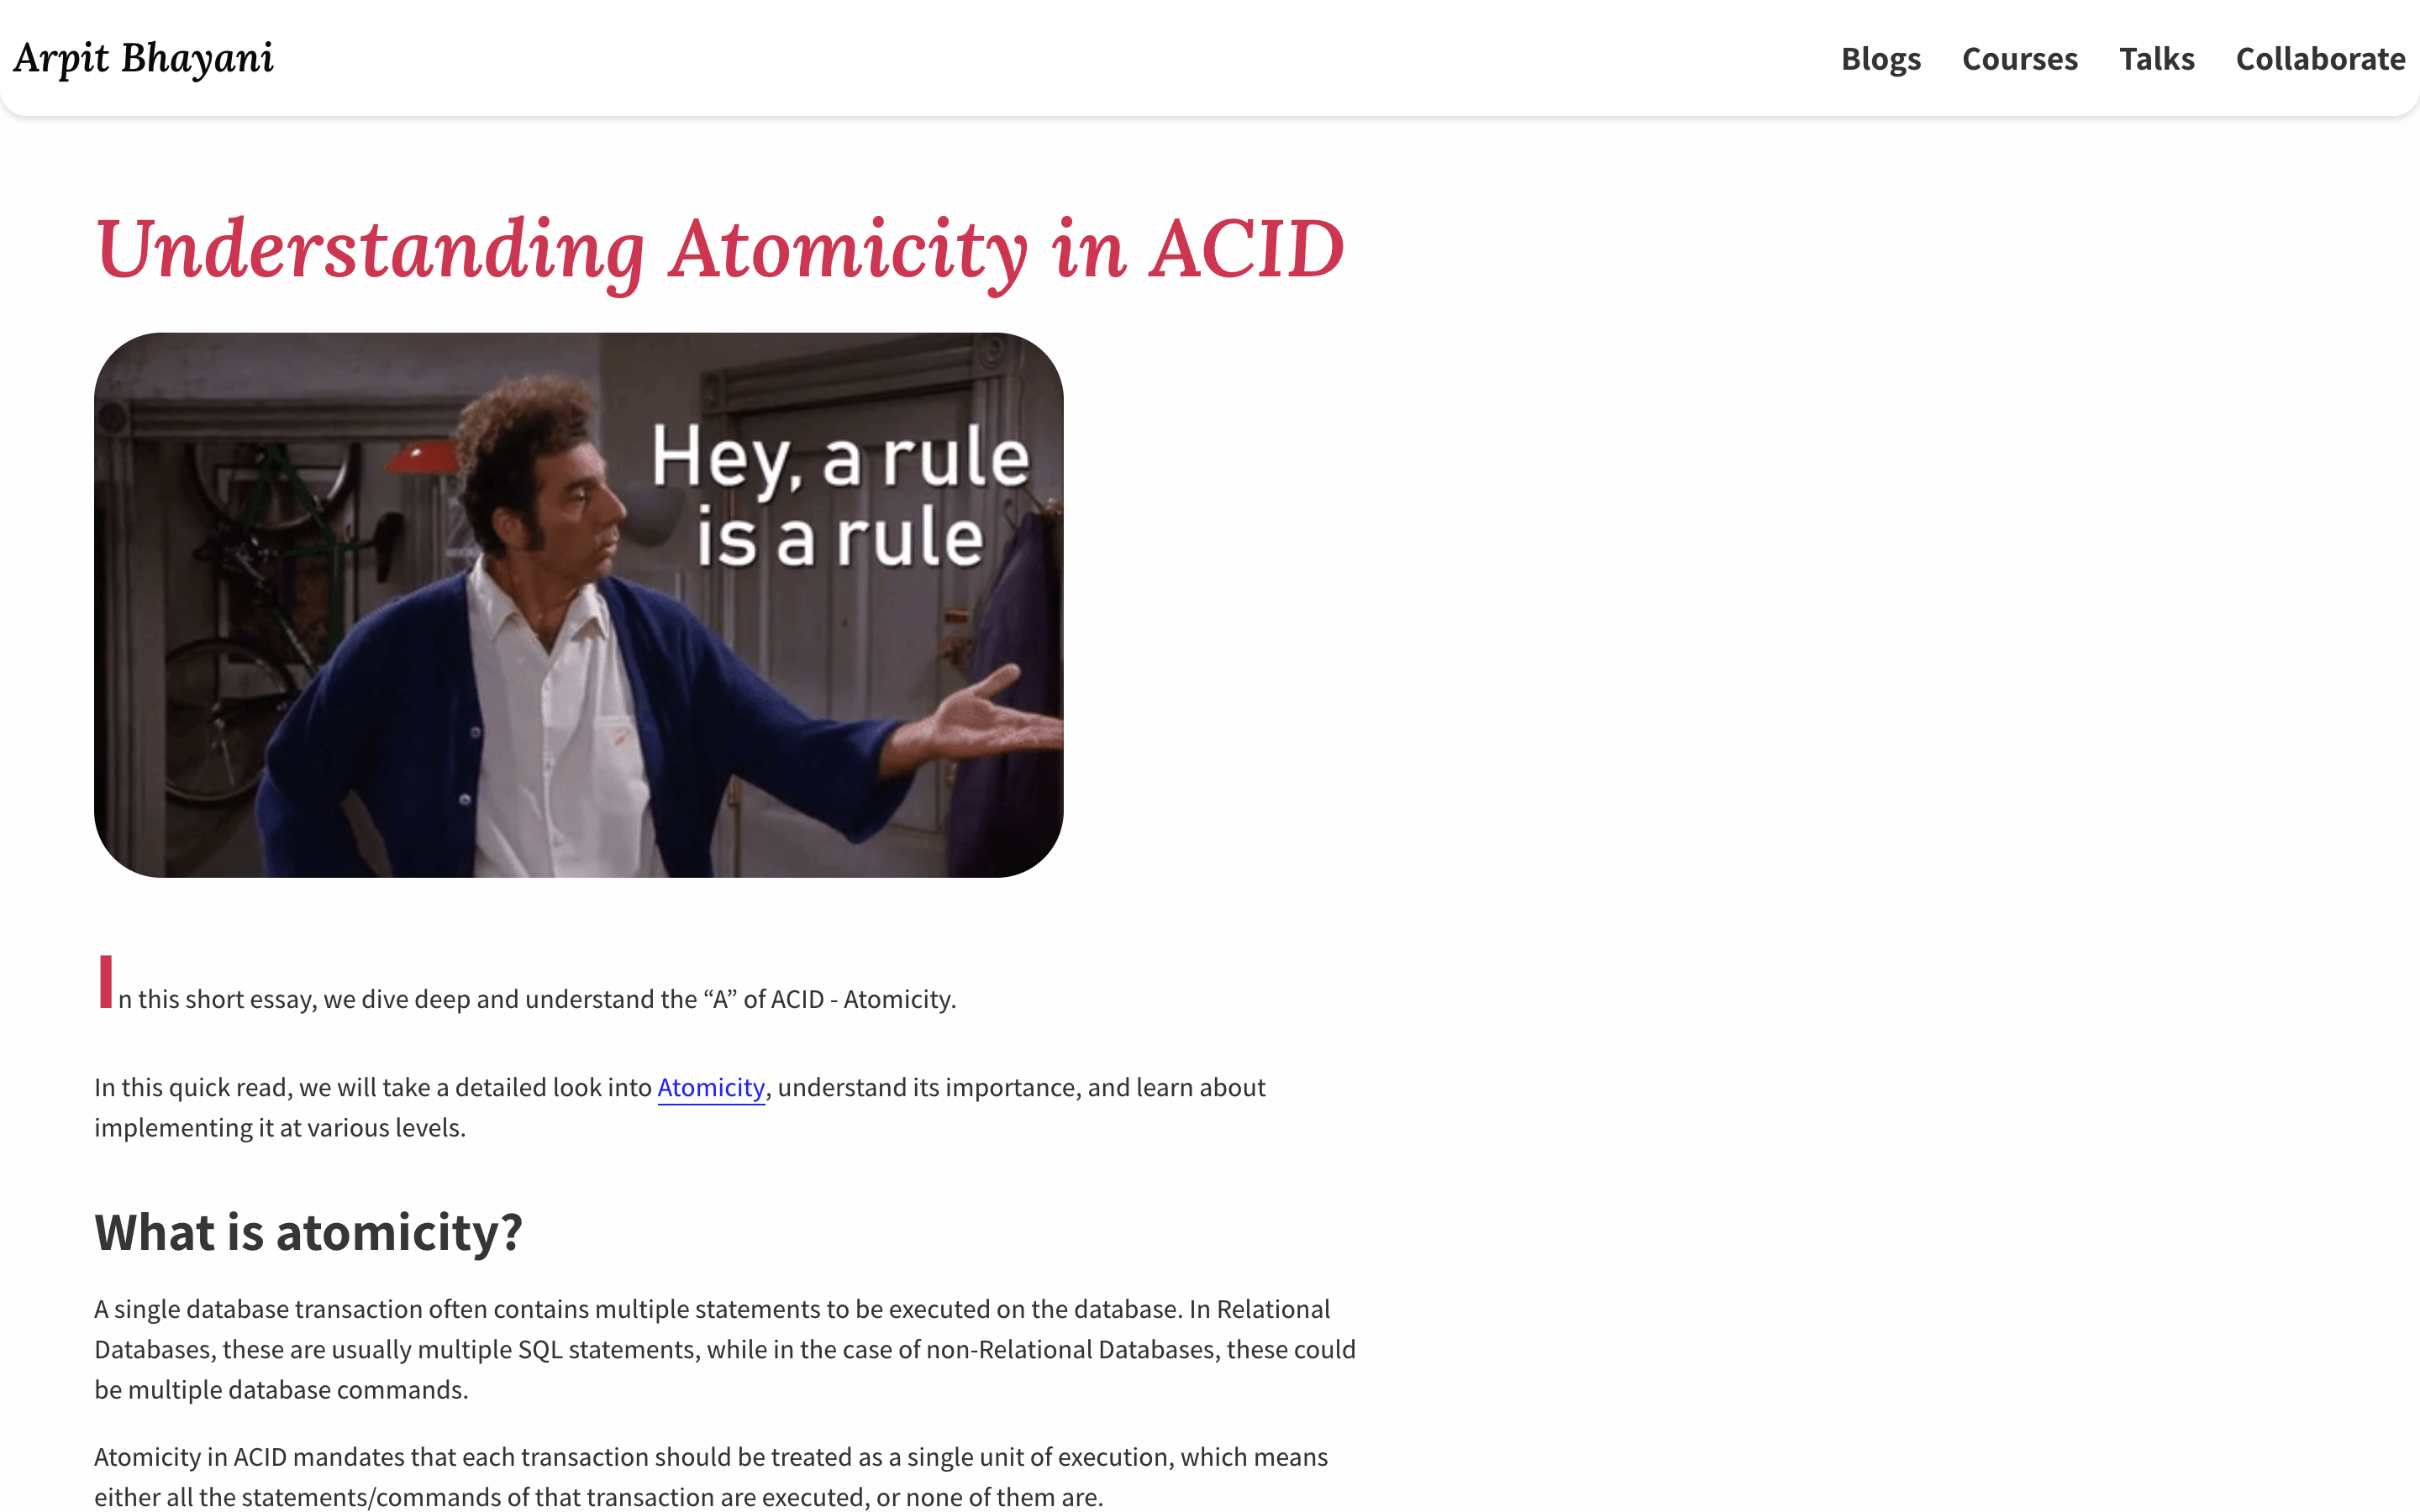 Arpit Bhayani
Blogs Courses Talks Collaborate
Understanding Atomicity in ACID
Hey, a rule
is a rule
In this short essay, we dive deep and understand the “A” of ACID - Atomicity.
In this quick read, we will take a detailed look into Atomicity, understand its importance, and learn about
implementing it at various levels.
What is atomicity?
A single database transaction often contains multiple statements to be executed on the database. In Relational
Databases, these are usually multiple SQL statements, while in the case of non-Relational Databases, these could
be multiple database commands.
Atomicity in ACID mandates that each transaction should be treated as a single unit of execution, which means
either all the statements/commands of that transaction are executed, or none of them are.